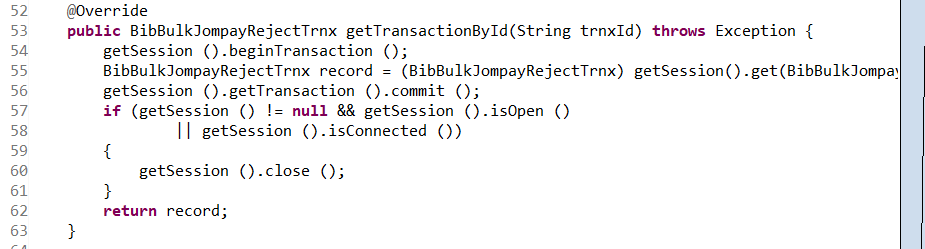 52 @Override
53 public BibBulkJompayRejectTrnx getTransactionById(String trnxId) throws Exception {
54 getSession ().beginTransaction ();
55 BibBulkJompayRejectTrnx record = (BibBulkJompayRejectTrnx) getSession().get(BibBulkJompay
56 getSession ().getTransaction ().commit ();
57 if (getSession () != null && getSession ().isOpen ()
58 || getSession ().isConnected ())
59 {
60 getSession ().close ();
61 }
62 return record;
63 }